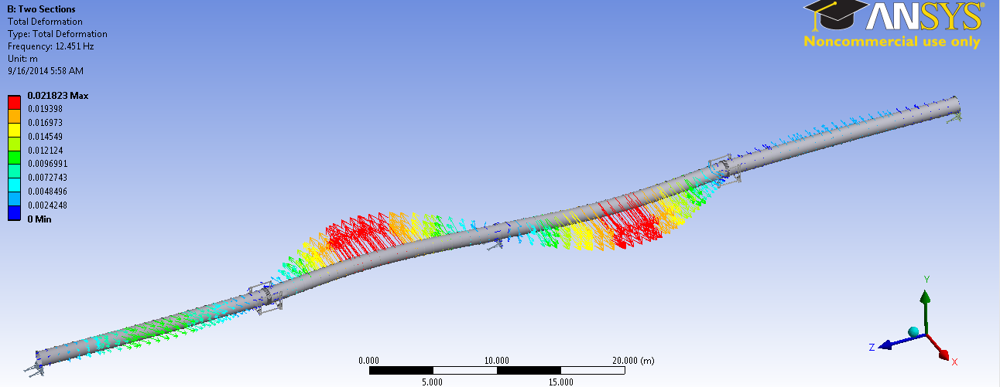 B: Two Sections
Total Deformation
Type: Total Deformation
Frequency: 12.451 Hz
Unit: m
9/16/2014 5:58 AM
ANSYS®
Noncommercial use only
0.021823 Max
0.019398
0.016973
0.014549
0.012124
0.0096991
0.0072743
0.0048496
0.0024248
0 Min
Y
Z
X
0.000 10.000 20.000 (m)
5.000 15.000